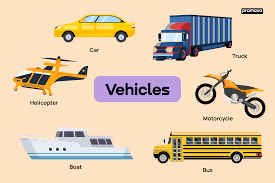 promova
Car
Truck
Vehicles
Helicopter
Motorcycle
Boat
Bus